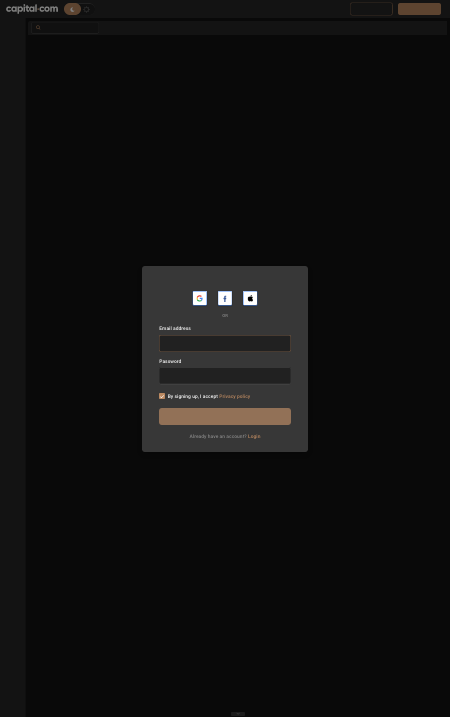 capital.com
OR
Email address
Password
By signing up, I accept Privacy policy
Already have an account? Login